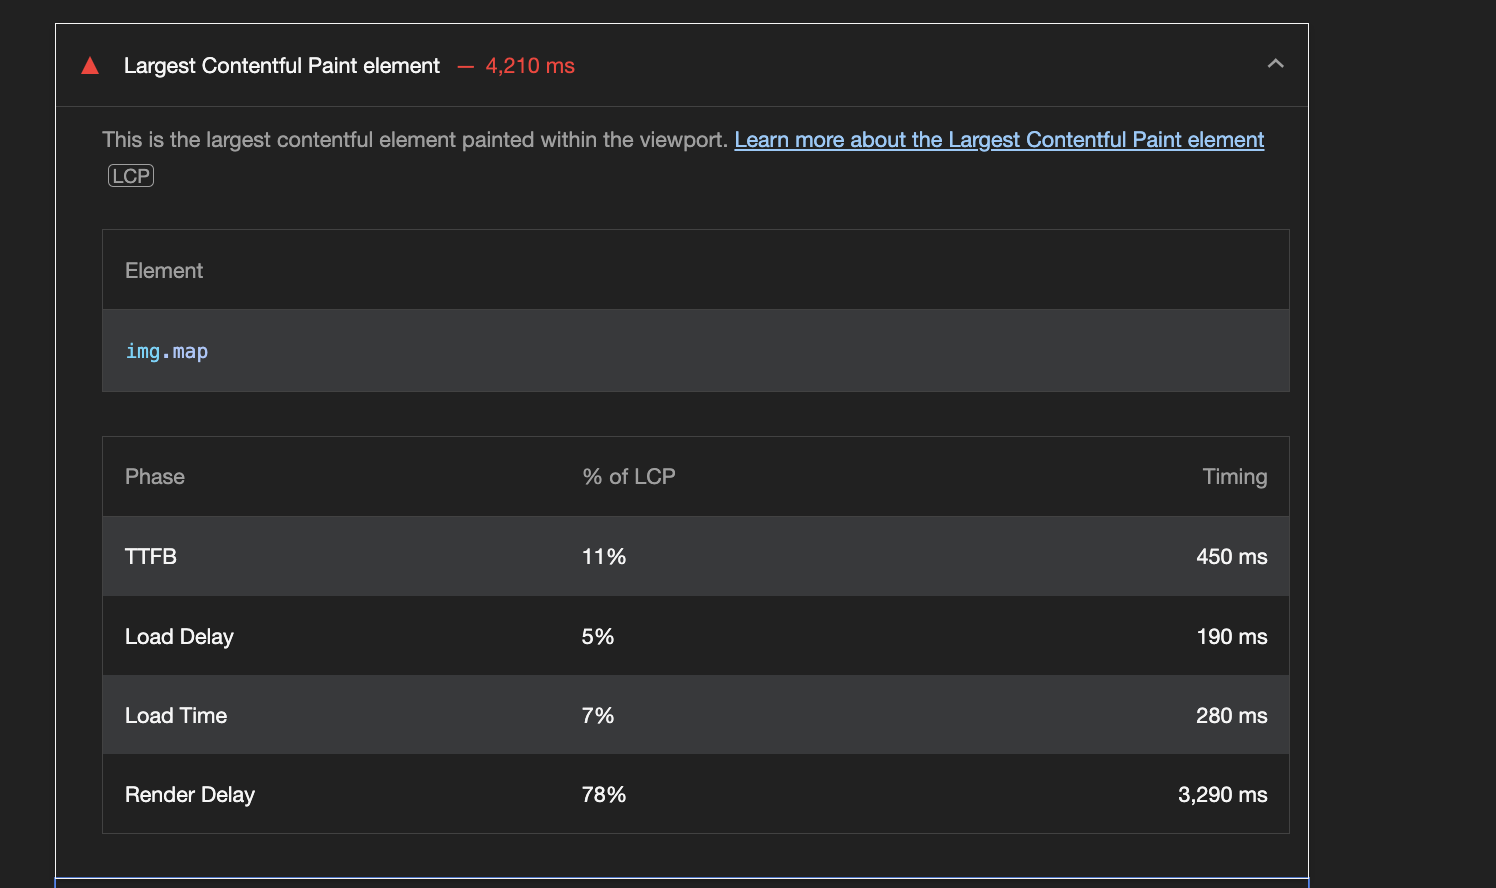 Largest Contentful Paint element — 4,210 ms
This is the largest contentful element painted within the viewport. Learn more about the Largest Contentful Paint element
LCP
Element
img.map
Phase % of LCP Timing
TTFB 11% 450 ms
Load Delay 5% 190 ms
Load Time 7% 280 ms
Render Delay 78% 3,290 ms